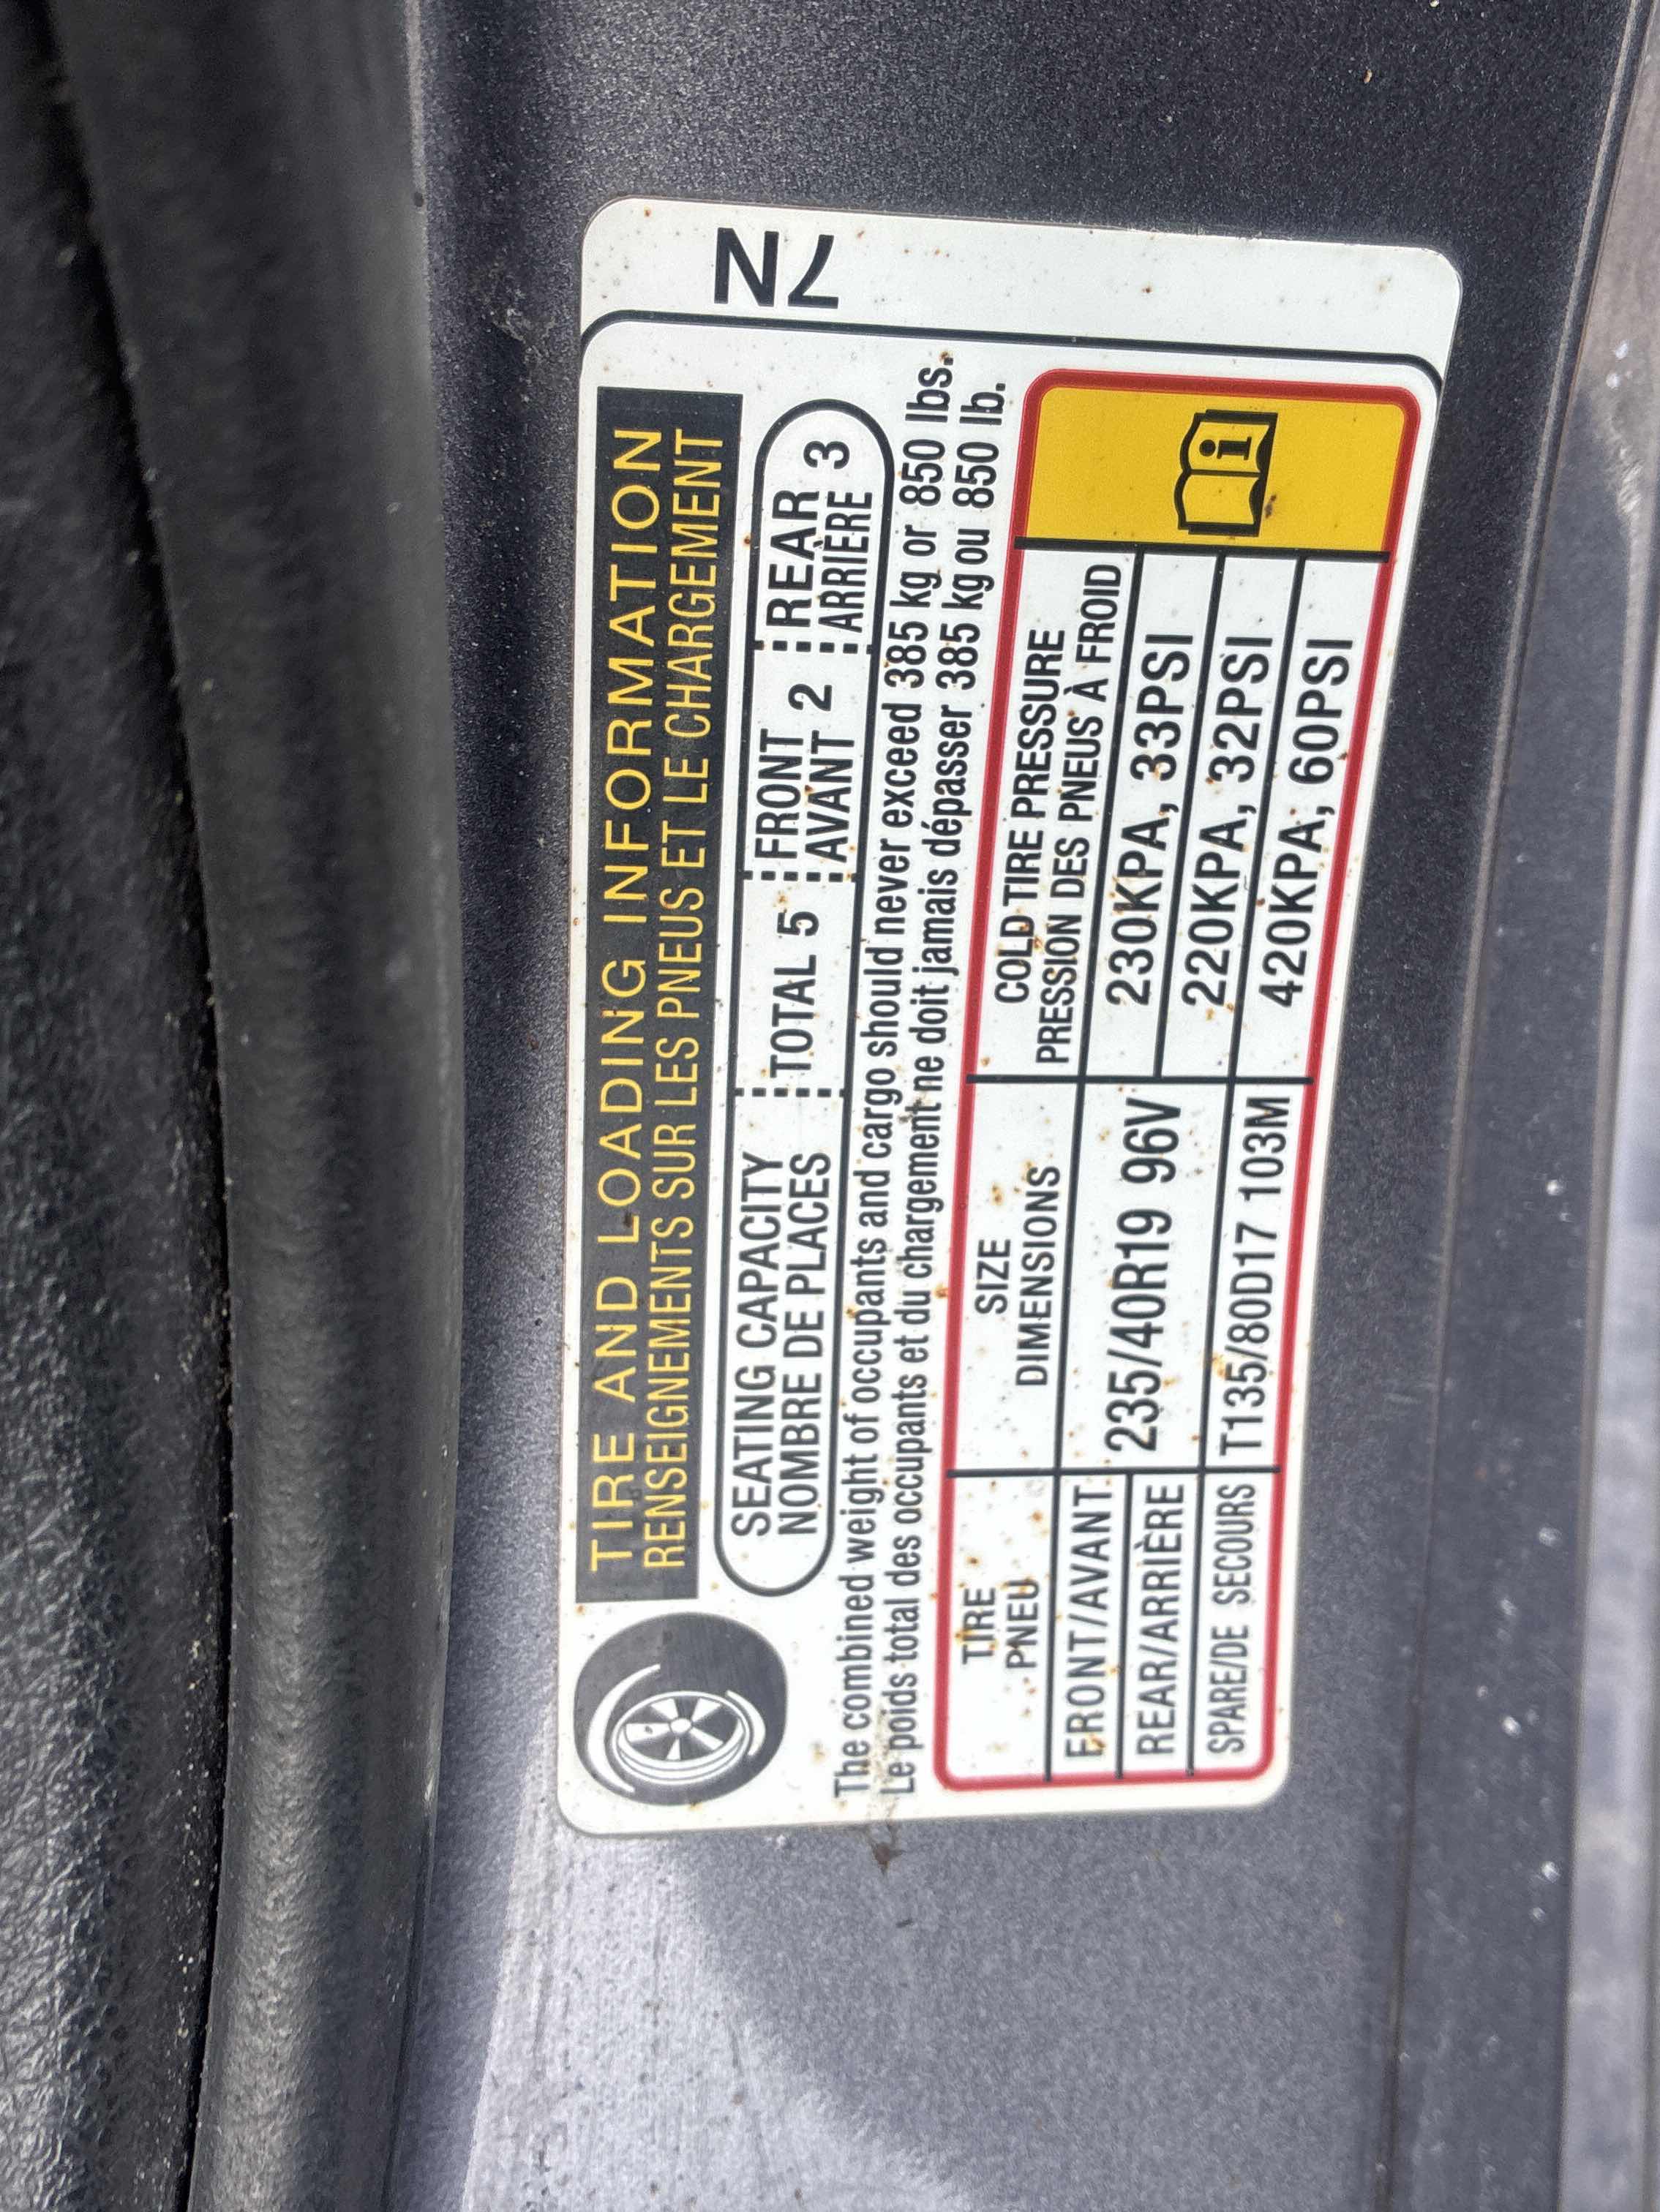 TIRE AND LOADING INFORMATION
RENSEIGNEMENTS SUR LES PNEUS ET LE CHARGEMENT
SEATING CAPACITY
NOMBRE DE PLACES
TOTAL 5
FRONT
AVANT 2
REAR
ARRIÈRE 3
The combined weight of occupants and cargo should never exceed 385 kg or 850 lbs.
Le poids total des occupants et du chargement ne doit jamais dépasser 385 kg ou 850 lb.
TIRE
PNEU
SIZE
DIMENSIONS
COLD TIRE PRESSURE
PRESSION DES PNEUS À FROID
FRONT/AVANT
235/40R19 96V
230KPA, 33PSI
REAR/ARRIÈRE
220KPA, 32PSI
SPARE/DE SECOURS
T135/80D17 103M
420KPA, 60PSI
i
7N